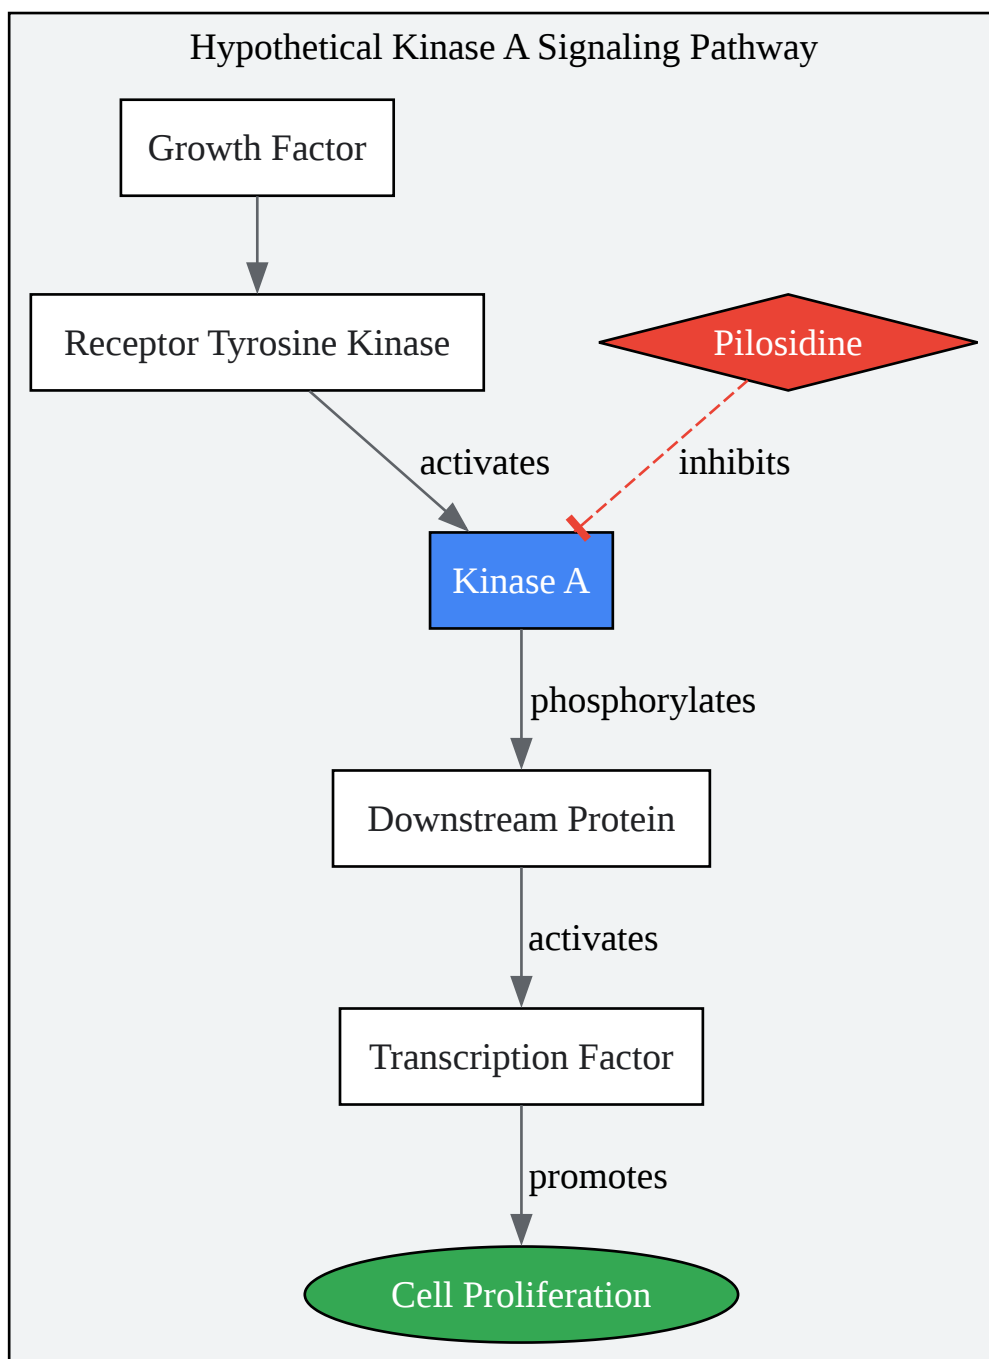 Hypothetical Kinase A Signaling Pathway
Growth Factor
Receptor Tyrosine Kinase
Pilosidine
activates
inhibits
Kinase A
phosphorylates
Downstream Protein
activates
Transcription Factor
promotes
Cell Proliferation